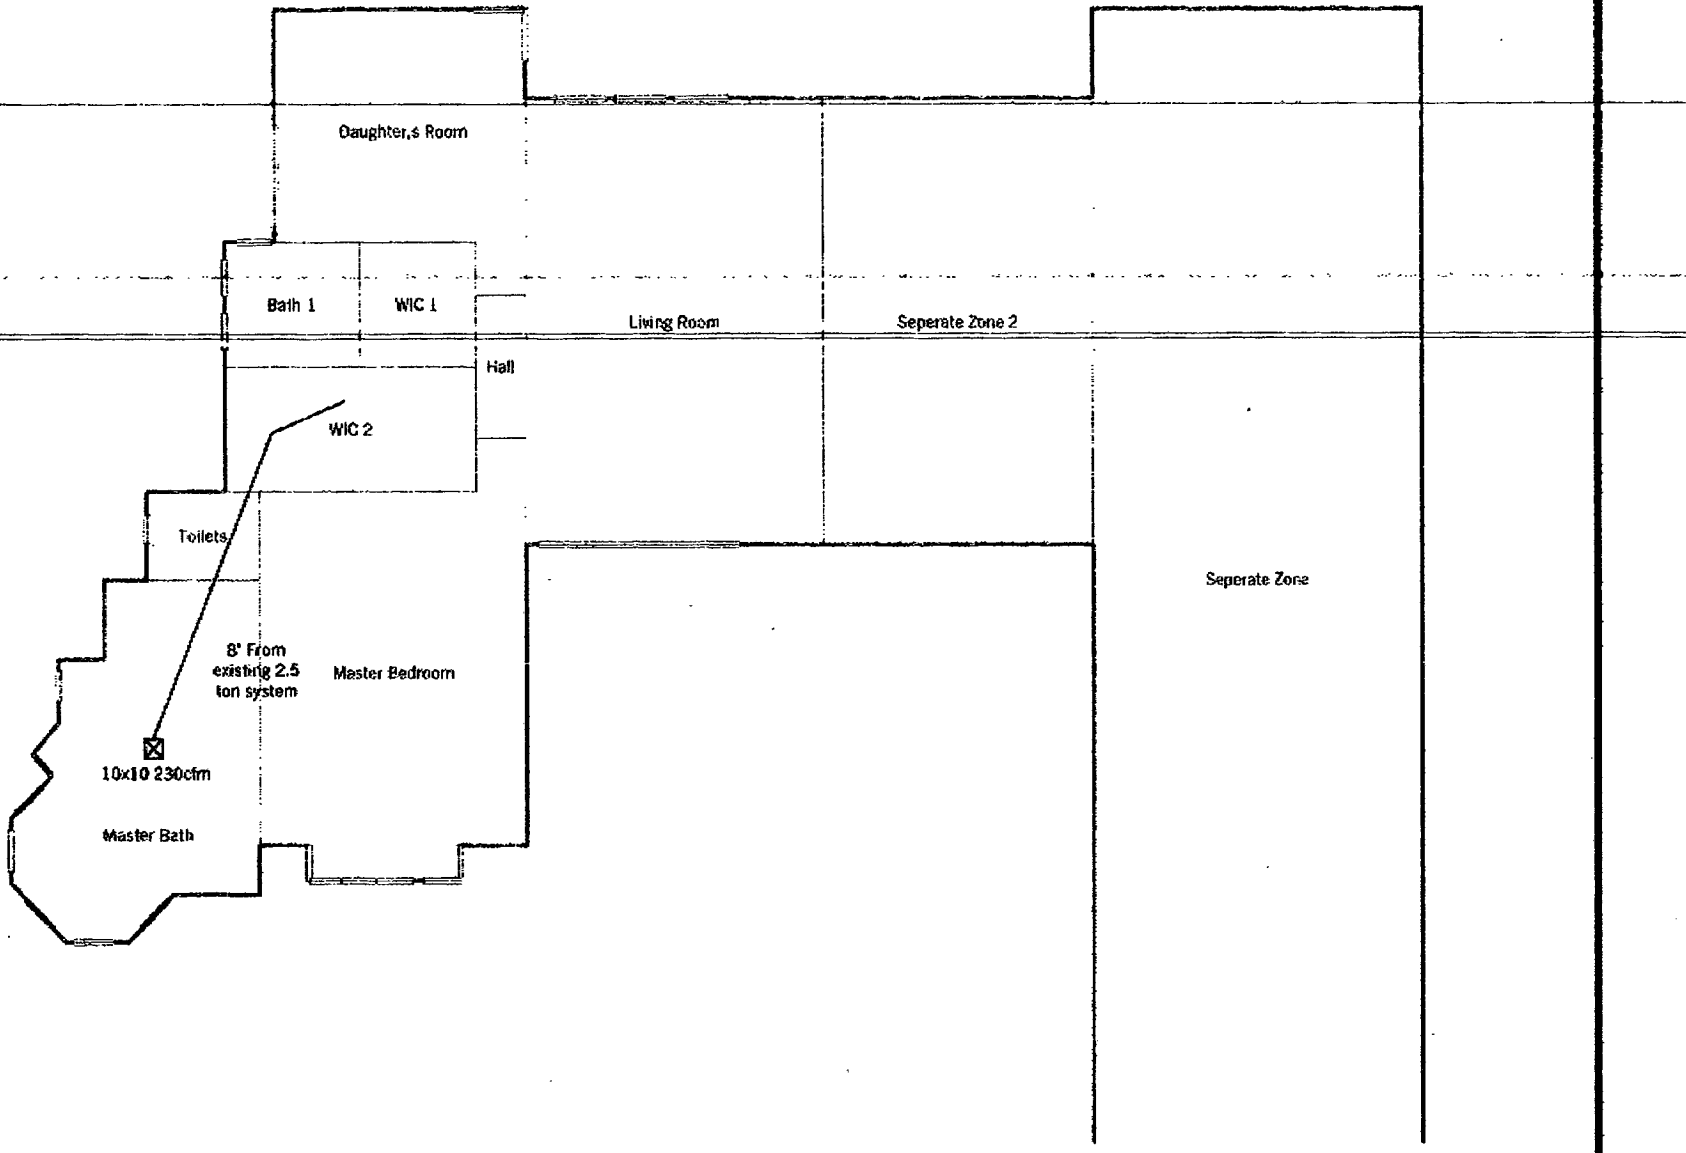 Daughter,s Room
Bath 1
WIC 1
Living Room
Seperate Zone 2
Hall
WIC 2
Toilets
Seperate Zone
8" From
existing 2.5
ton system
Master Bedroom
10x10 230cfm
Master Bath